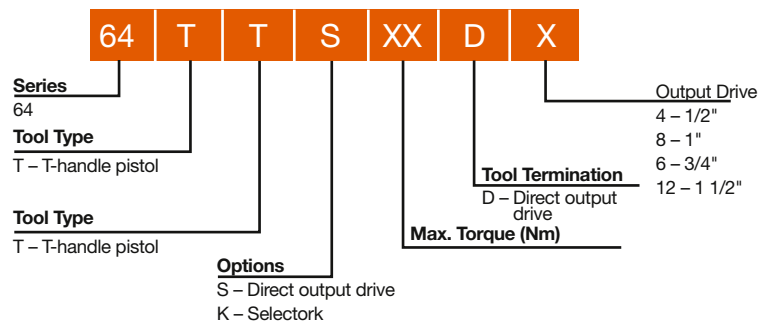 64 T T S XX D X
Series
64
Tool Type
T – T-handle pistol
Tool Type
T – T-handle pistol
Options
S – Direct output drive
K – Selectork
Max. Torque (Nm)
Tool Termination
D – Direct output
drive
Output Drive
4 – 1/2"
8 – 1"
6 – 3/4"
12 – 1 1/2"